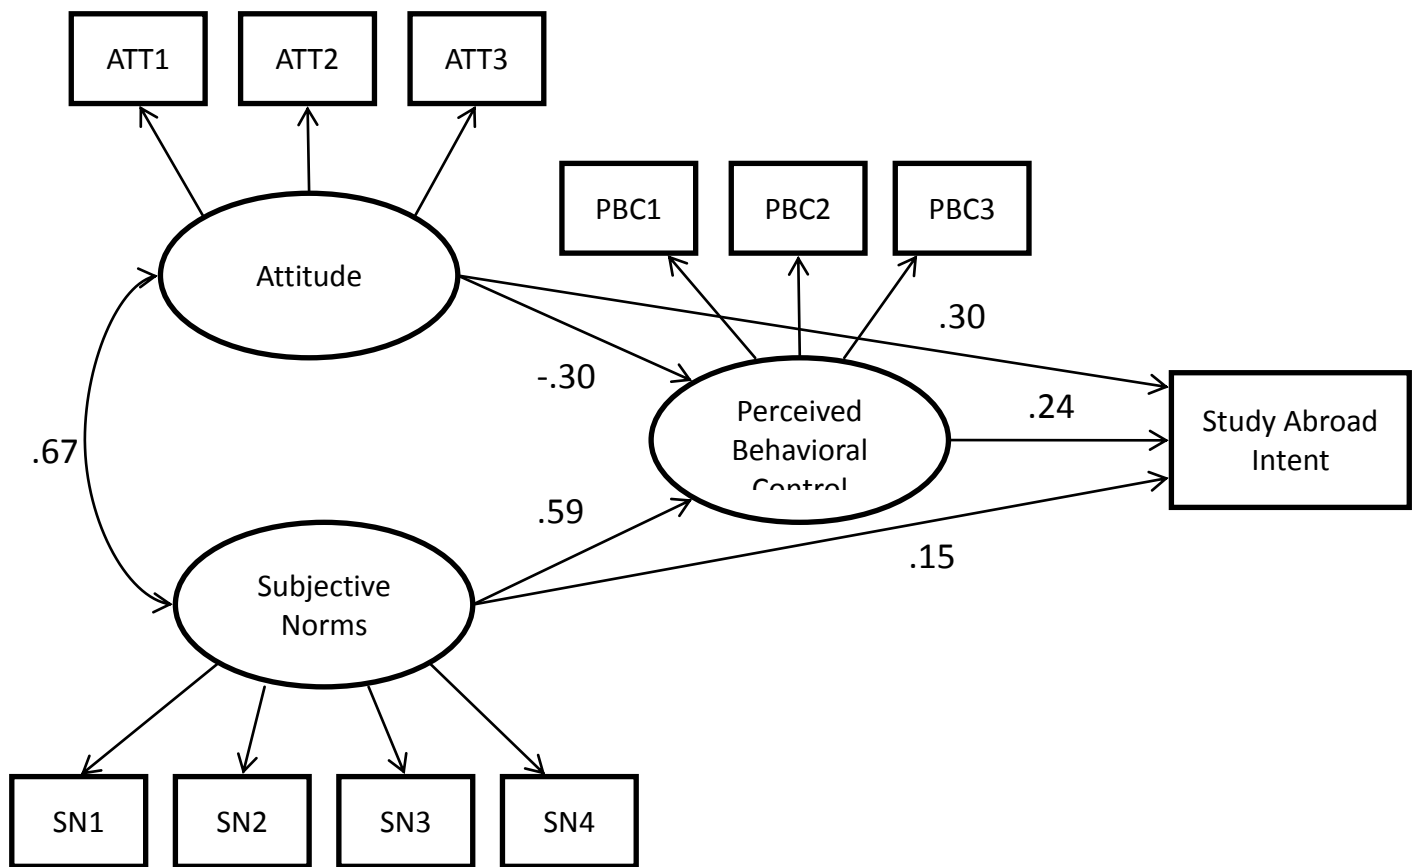 ATT1
ATT2
ATT3
PBC1
PBC2
PBC3
Attitude
.30
-.30
Perceived
Behavioral
Control
.24
Study Abroad
Intent
.67
.59
.15
Subjective
Norms
SN1
SN2
SN3
SN4